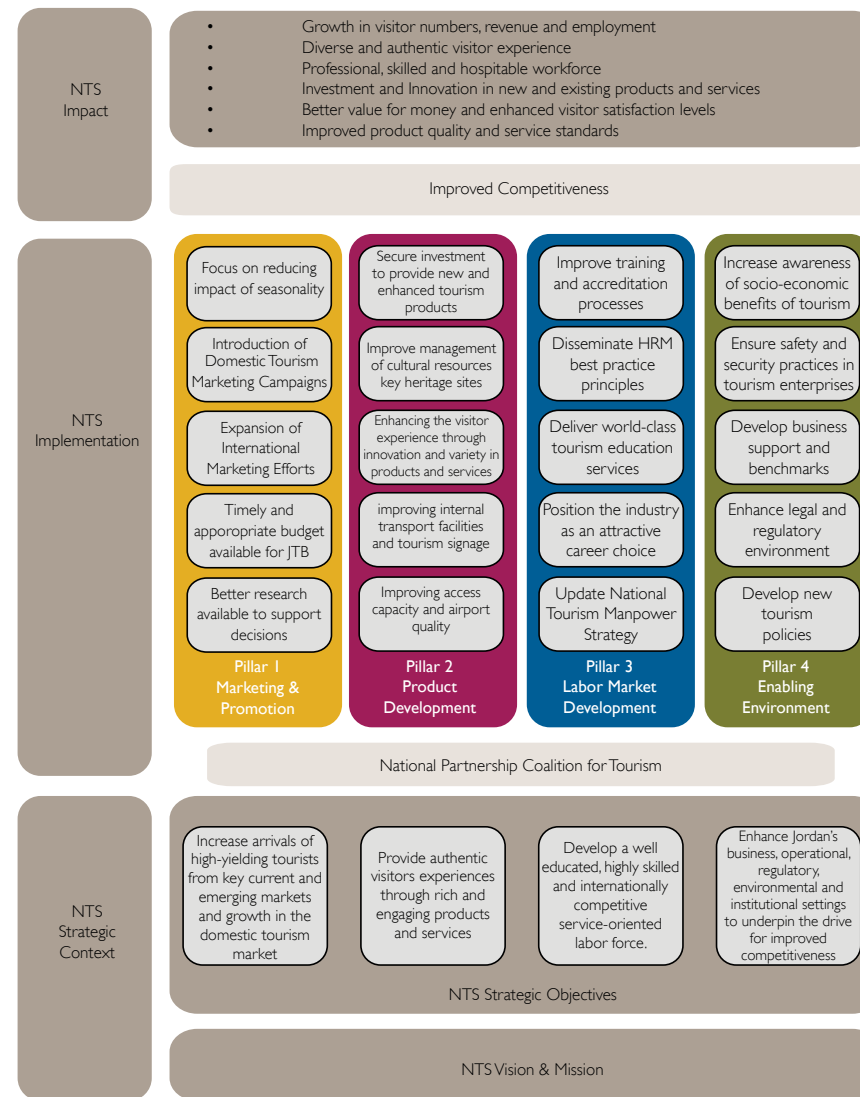 NTS
Impact
• Growth in visitor numbers, revenue and employment
• Diverse and authentic visitor experience
• Professional, skilled and hospitable workforce
• Investment and Innovation in new and existing products and services
• Better value for money and enhanced visitor satisfaction levels
• Improved product quality and service standards
Improved Competitiveness
NTS
Implementation
Focus on reducing
impact of seasonality
Introduction of
Domestic Tourism
Marketing Campaigns
Expansion of
International
Marketing Efforts
Timely and
apporopriate budget
available for JTB
Better research
available to support
decisions
Pillar 1
Marketing &
Promotion
Secure investment
to provide new and
enhanced tourism
products
Improve management
of cultural resources
key heritage sites
Enhancing the visitor
experience through
innovation and variety in
products and services
improving internal
transport facilities
and tourism signage
Improving access
capacity and airport
quality
Pillar 2
Product
Development
Improve training
and accreditation
processes
Disseminate HRM
best practice
principles
Deliver world-class
tourism education
services
Position the industry
as an attractive
career choice
Update National
Tourism Manpower
Strategy
Pillar 3
Labor Market
Development
Increase awareness
of socio-economic
benefits of tourism
Ensure safety and
security practices in
tourism enterprises
Develop business
support and
benchmarks
Enhance legal and
regulatory
environment
Develop new
tourism
policies
Pillar 4
Enabling
Environment
National Partnership Coalition for Tourism
NTS
Strategic
Context
Increase arrivals of
high-yielding tourists
from key current and
emerging markets
and growth in the
domestic tourism
market
Provide authentic
visitors experiences
through rich and
engaging products
and services
Develop a well
educated, highly skilled
and internationally
competitive
service-oriented
labor force.
Enhance Jordan's
business, operational,
regulatory,
environmental and
institutional settings
to underpin the drive
for improved
competitiveness
NTS Strategic Objectives
NTS Vision & Mission